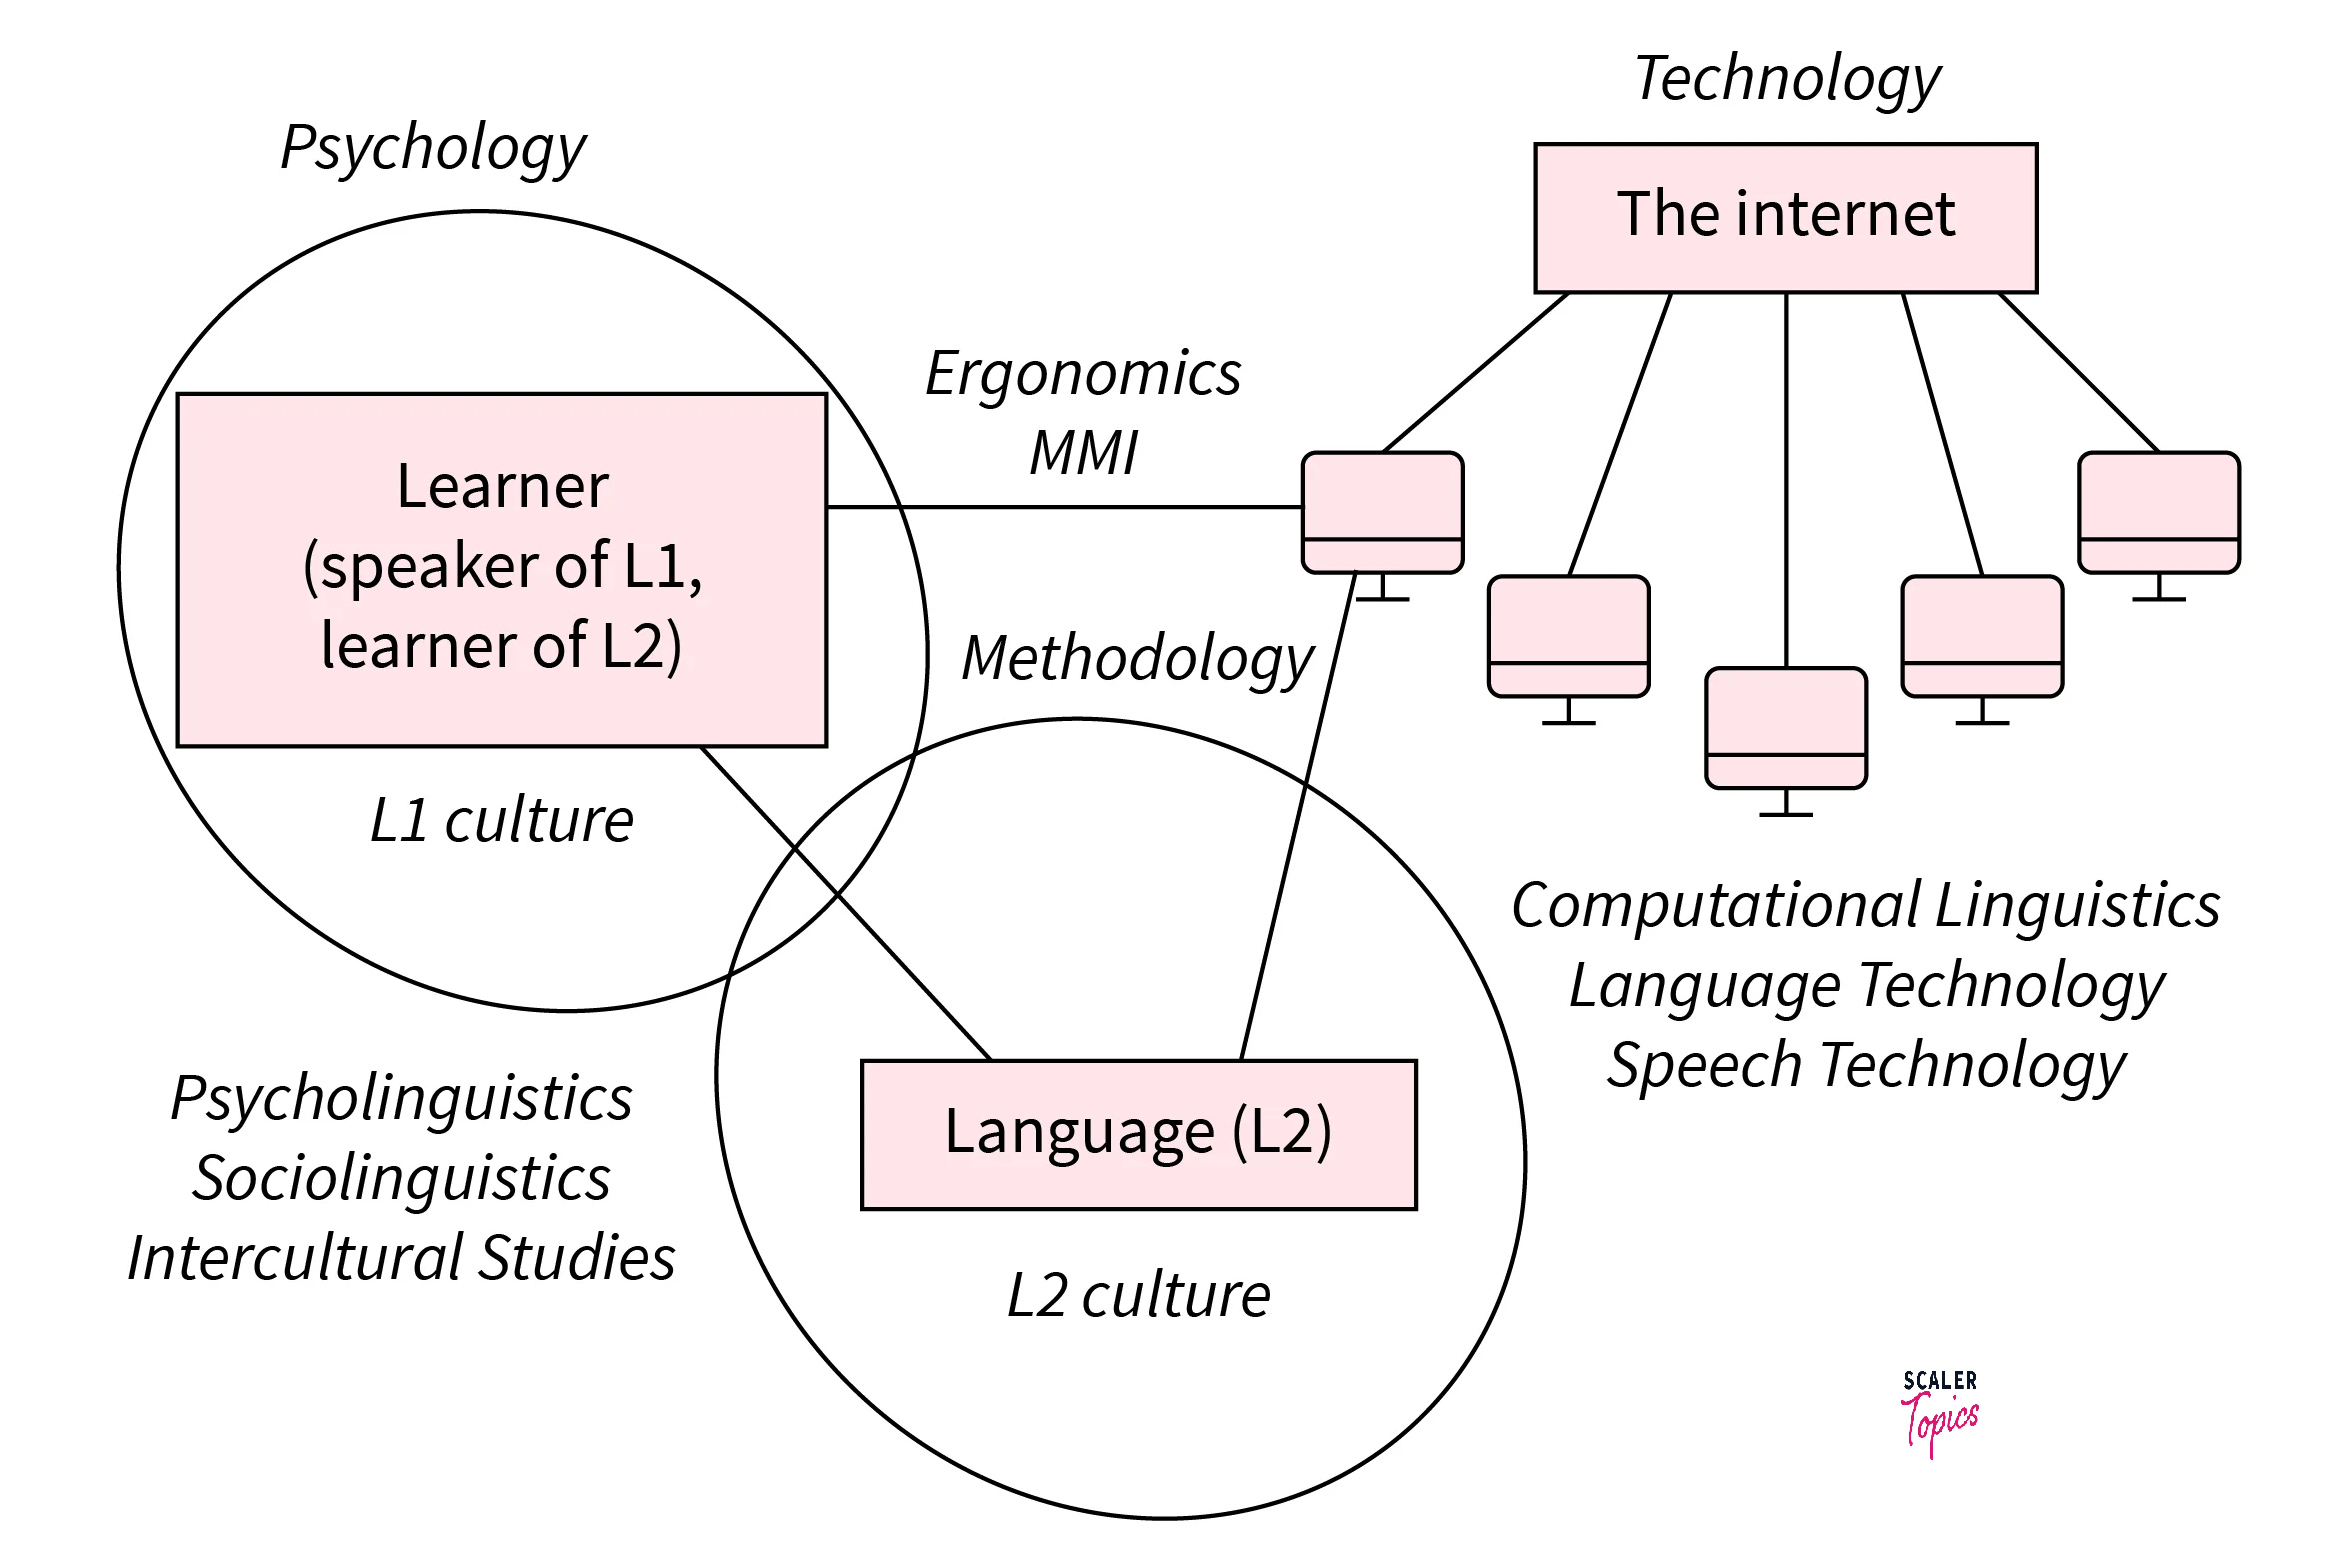 Technology
Psychology
The internet
Ergonomics
MMI
Learner
(speaker of L1,
learner of L2)
Methodology
L1 culture
Computational Linguistics
Language Technology
Speech Technology
Psycholinguistics
Sociolinguistics
Intercultural Studies
Language (L2)
L2 culture
SCALER
Topics